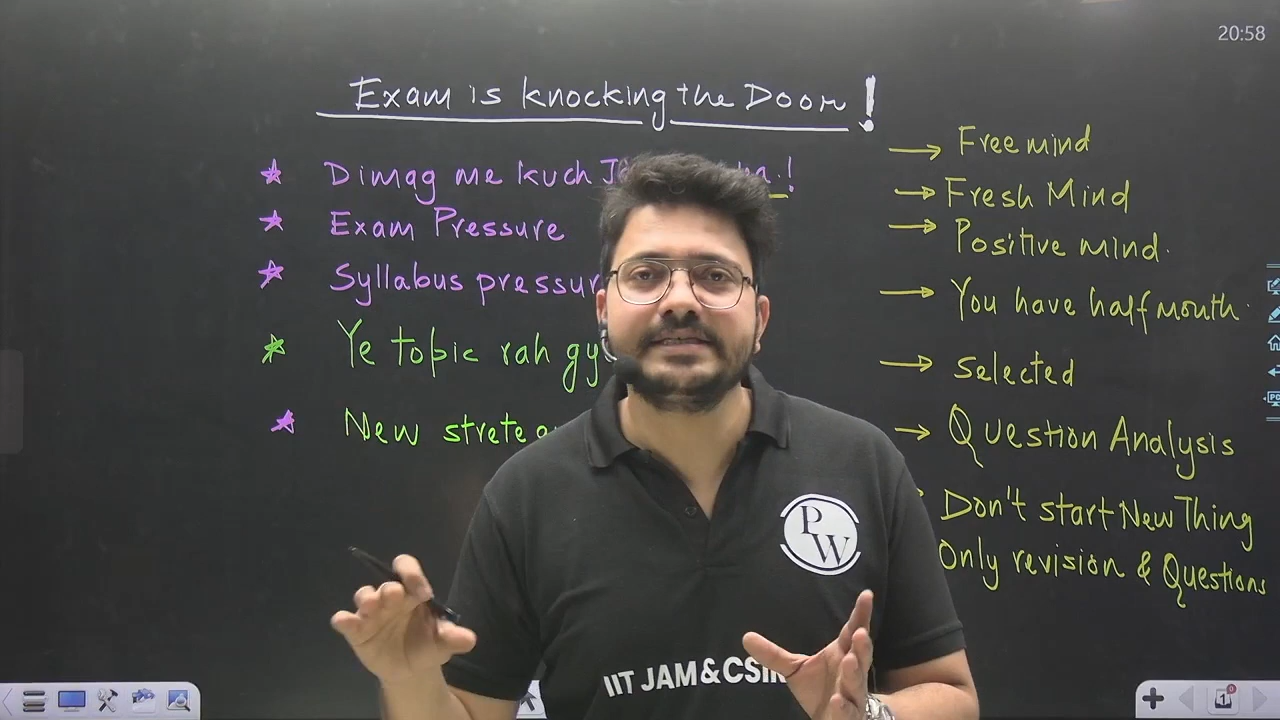 20:58
Exam is knocking the Door!
★ Dimag me kuch
★ Exam Pressure
★ Syllabus pressur
★ Ye topic rah gy
★ New strateg
→ Free mind
→ Fresh Mind
→ Positive mind.
→ You have half mouth.
→ selected
→ Question Analysis
Don't start New Thing
Only revision & Questions
PW
IIT JAM & CSIR